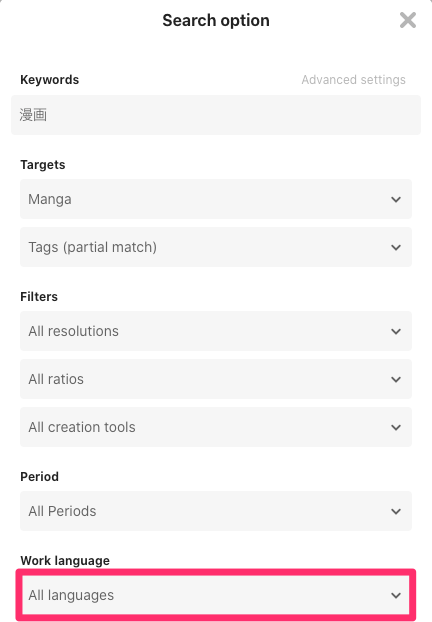 Search option
Keywords
Advanced settings
漫画
Targets
Manga
Tags (partial match)
Filters
All resolutions
All ratios
All creation tools
Period
All Periods
Work language
All languages